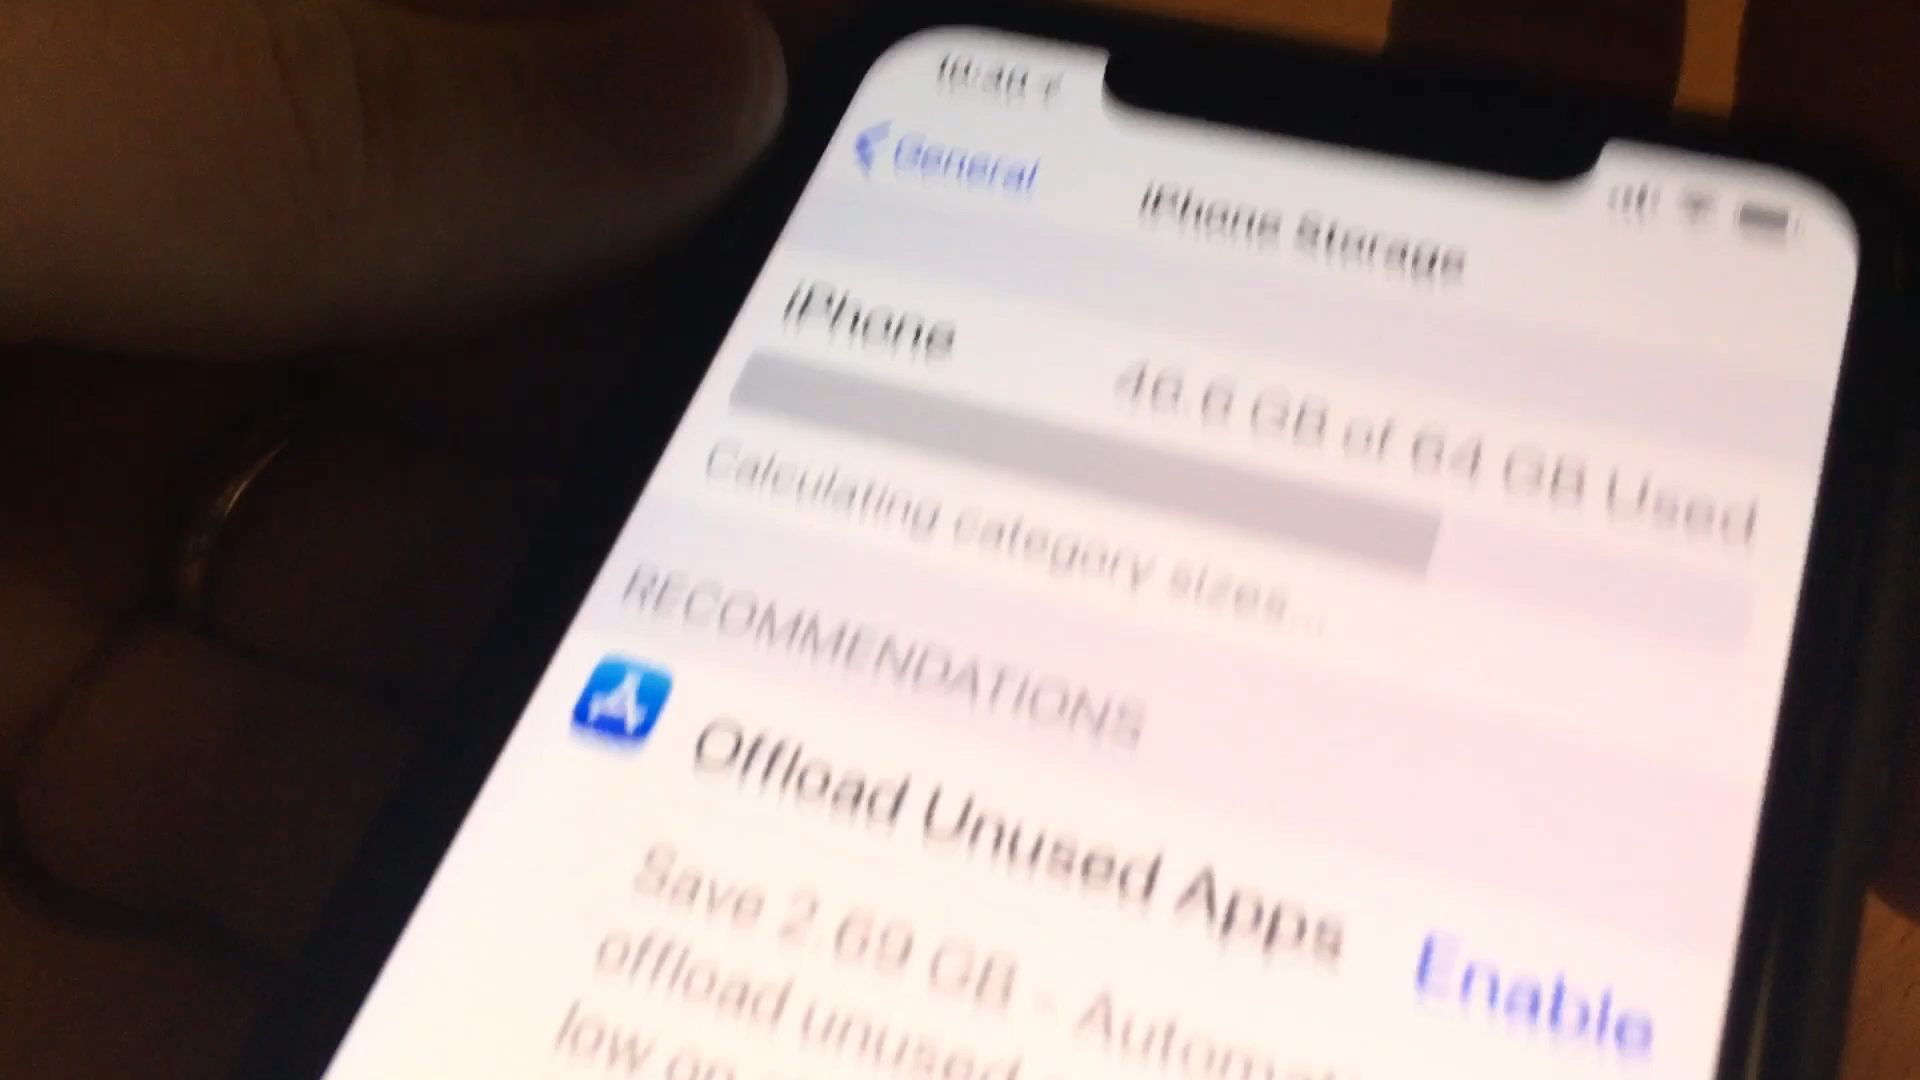 General
iPhone Storage
iPhone
46.6 GB of 64 GB Used
Calculating category sizes...
RECOMMENDATIONS
Offload Unused Apps
Enable
Save 2.69 GB - Automati
offload unused
low on